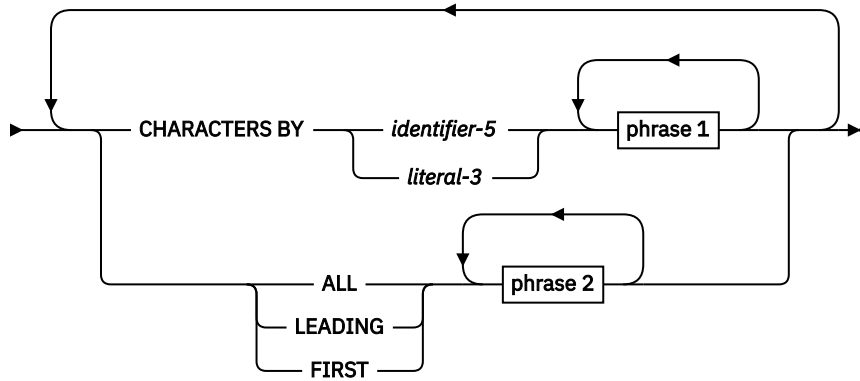 CHARACTERS BY identifier-5 phrase 1
literal-3
ALL phrase 2
LEADING
FIRST